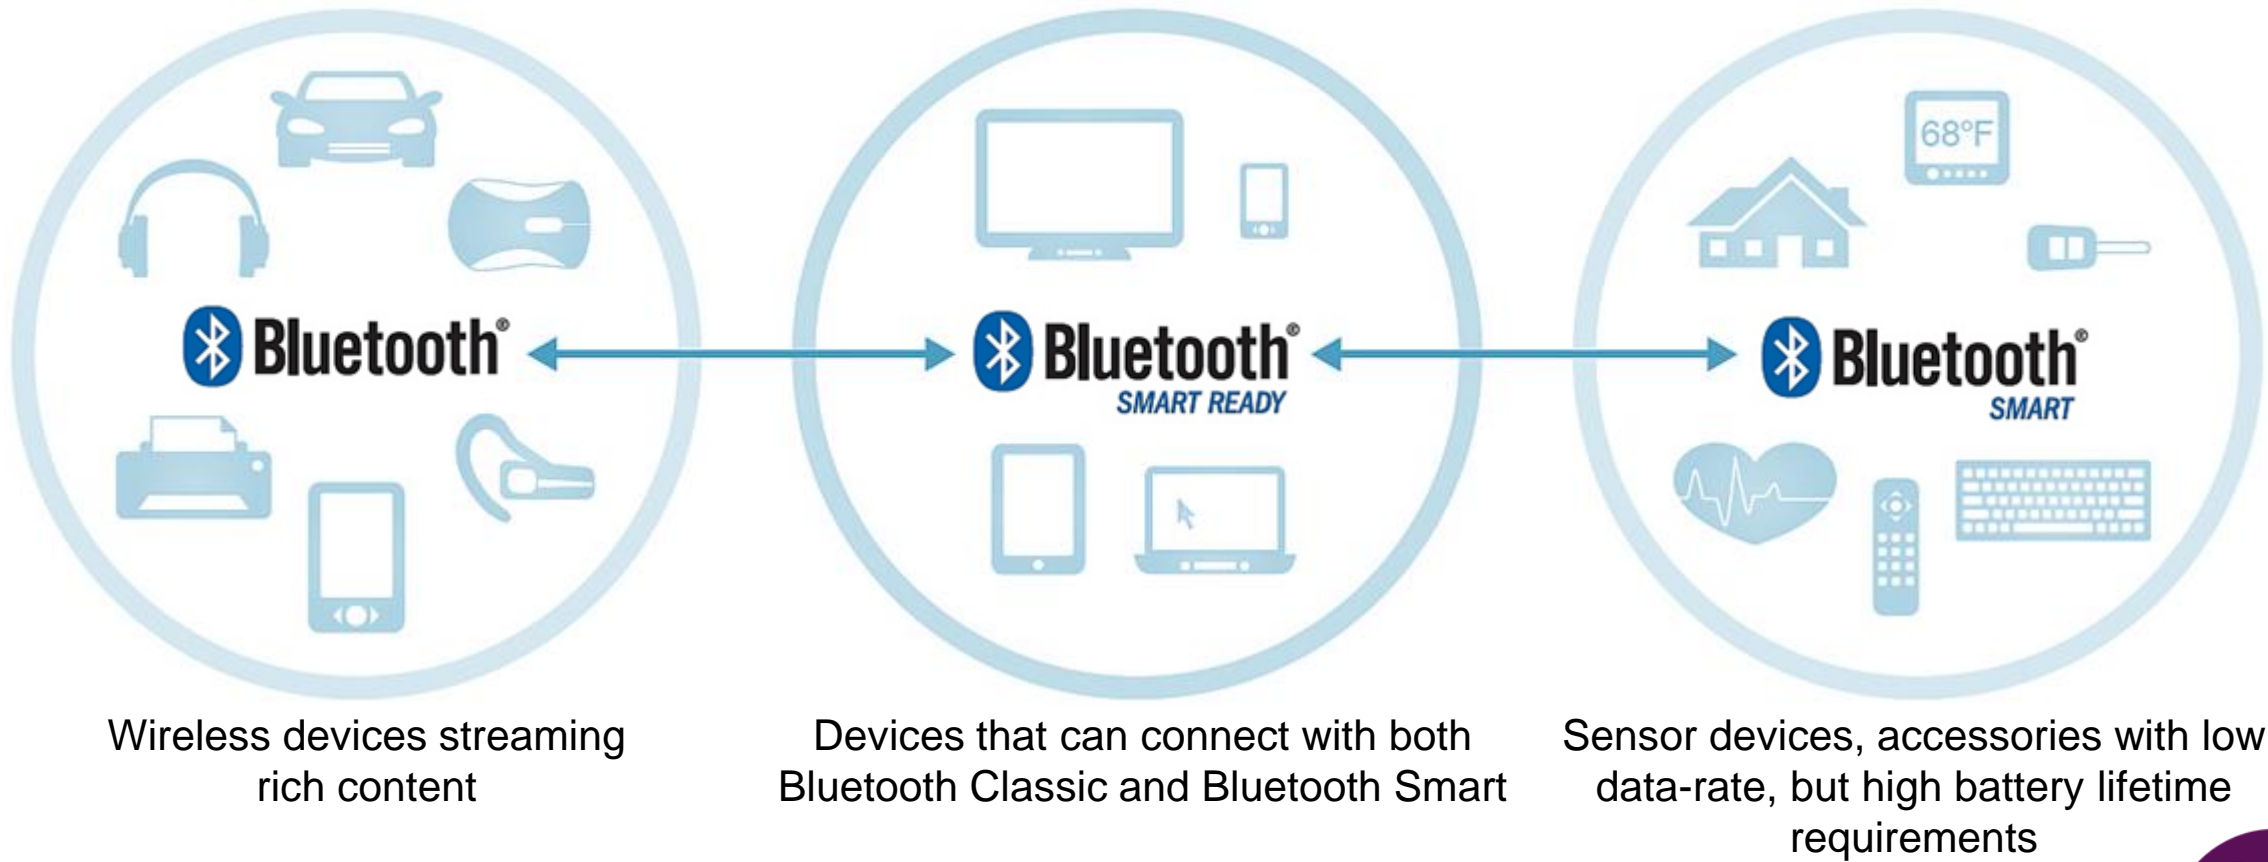 68°F
Bluetooth®
Bluetooth®
SMART READY
Bluetooth®
SMART
Wireless devices streaming
rich content
Devices that can connect with both
Bluetooth Classic and Bluetooth Smart
Sensor devices, accessories with low
data-rate, but high battery lifetime
requirements